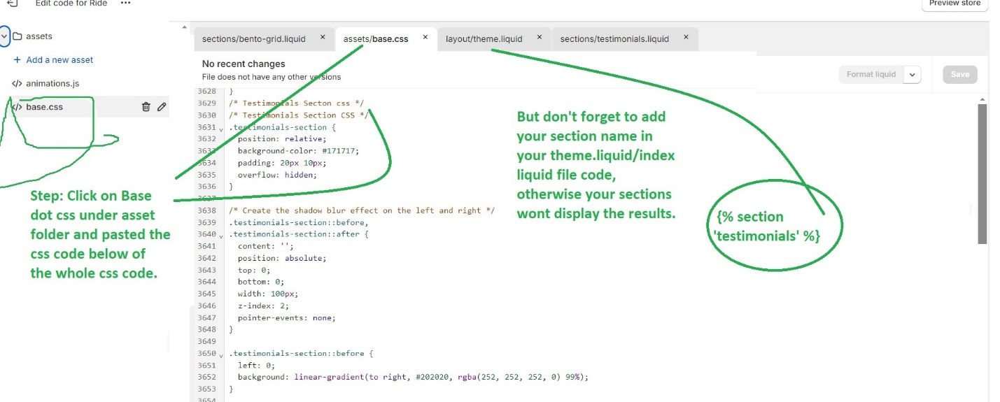 Edit code for Ride ...
Preview store
assets
+ Add a new asset
</> animations.js
</> base.css
sections/bento-grid.liquid ×
assets/base.css ×
layout/theme.liquid ×
sections/testimonials.liquid ×
No recent changes
File does not have any other versions
Format liquid
Save
3628 }
3629 /* Testimonials Secton css */
3630 /* Testimonials Section CSS */
3631 .testimonials-section {
3632 position: relative;
3633 background-color: #171717;
3634 padding: 20px 10px;
3635 overflow: hidden;
3636 }
3637
3638 /* Create the shadow blur effect on the left and right */
3639 .testimonials-section::before,
3640 .testimonials-section::after {
3641 content: '';
3642 position: absolute;
3643 top: 0;
3644 bottom: 0;
3645 width: 100px;
3646 z-index: 2;
3647 pointer-events: none;
3648 }
3649
3650 .testimonials-section::before {
3651 left: 0;
3652 background: linear-gradient(to right, #202020, rgba(252, 252, 252, 0) 99%);
3653 }
3654
Step: Click on Base
dot css under asset
folder and pasted the
css code below of
the whole css code.
But don't forget to add
your section name in
your theme.liquid/index
liquid file code,
otherwise your sections
wont display the results.
{% section
'testimonials' %}